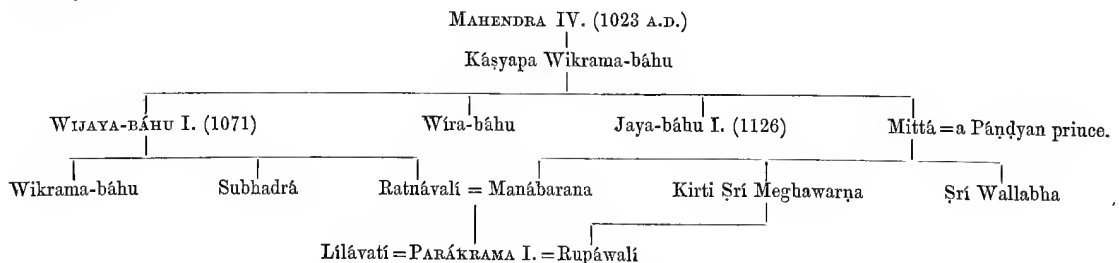 MAHENDRA IV. (1023 A.D.)
Káṣyapa Wikrama-báhu
WIJAYA-BÁHU I. (1071) Wíra-báhu Jaya-báhu I. (1126) Mittá = a Páṇḍyan prince.
Wikrama-báhu Subhadrá Ratnávalí = Manábarana Kirti Ṣrí Meghawarṇa Ṣrí Wallabha
Lílávatí = PARÁKRAMA I. = Rupáwalí